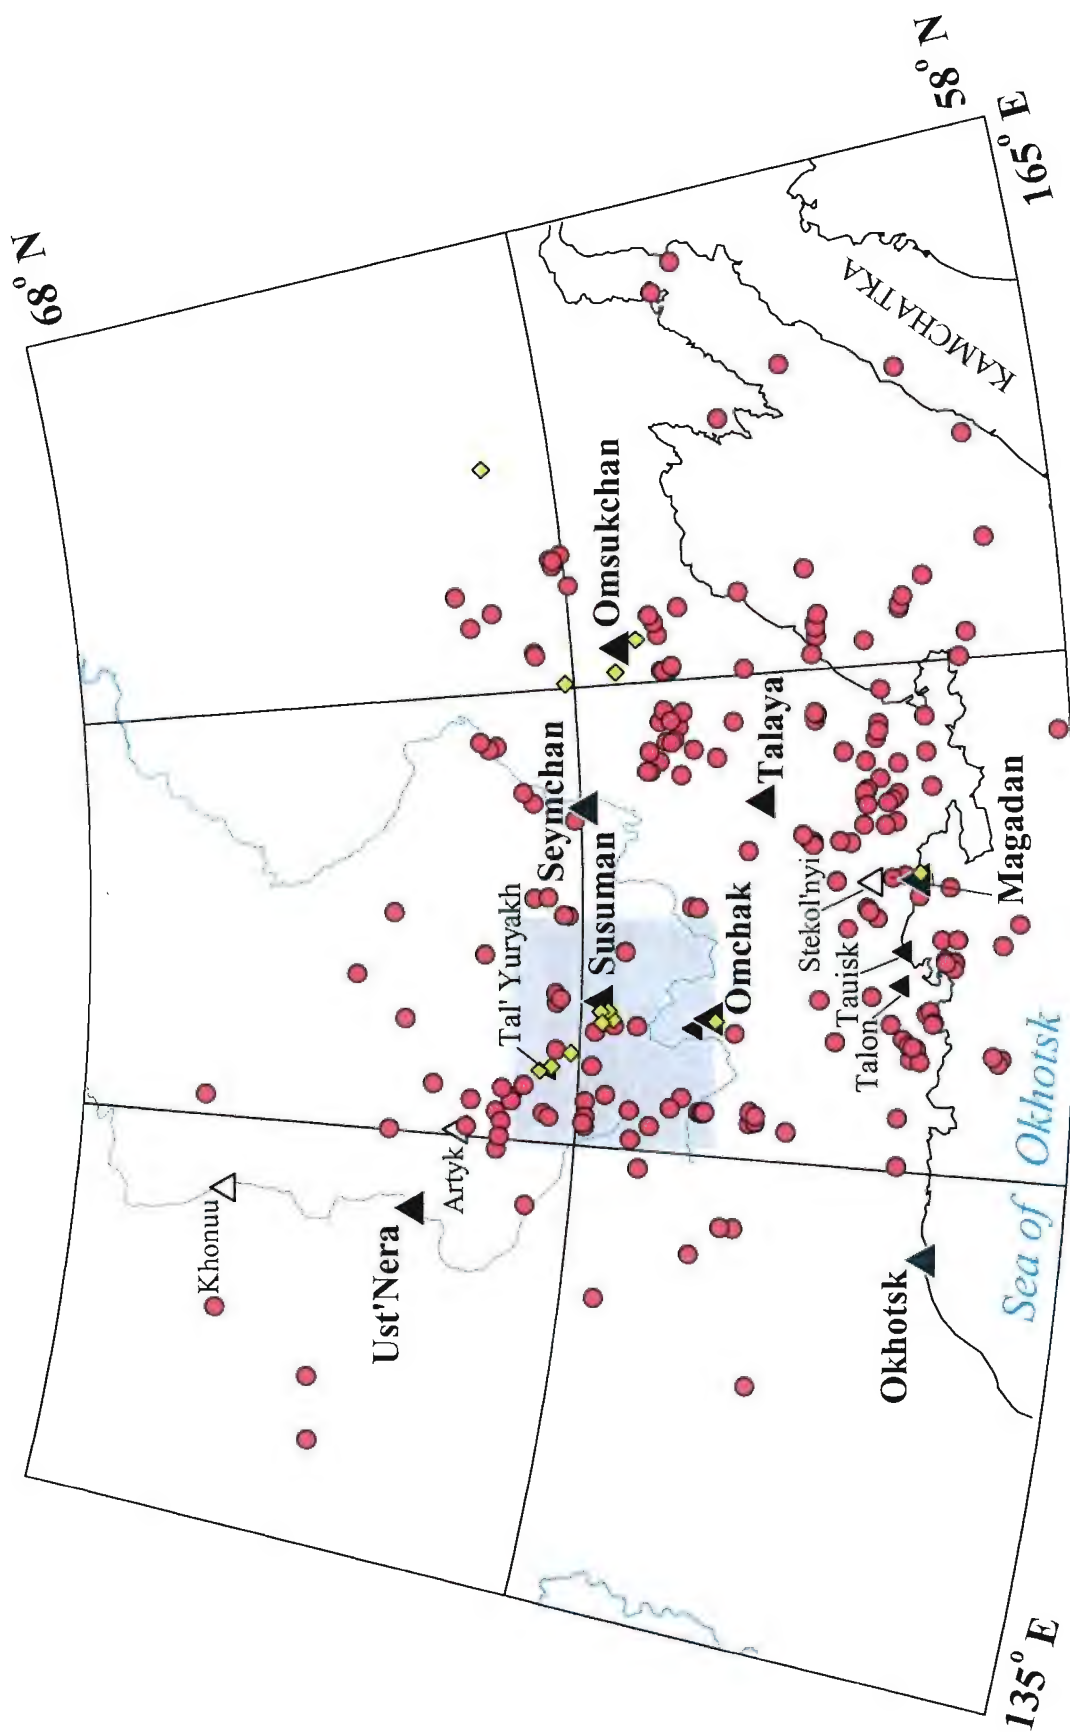 68° N
58° N
165° E
135° E
KAMCHATKA
Omsukchan
Seymchan
Talaya
Susuman
Tal' Yuryakh
Omchak
Stekol'nyi
Magadan
Tauisk
Talon
Artyk
Khonuu
Ust'Nera
Okhotsk
Sea of Okhotsk